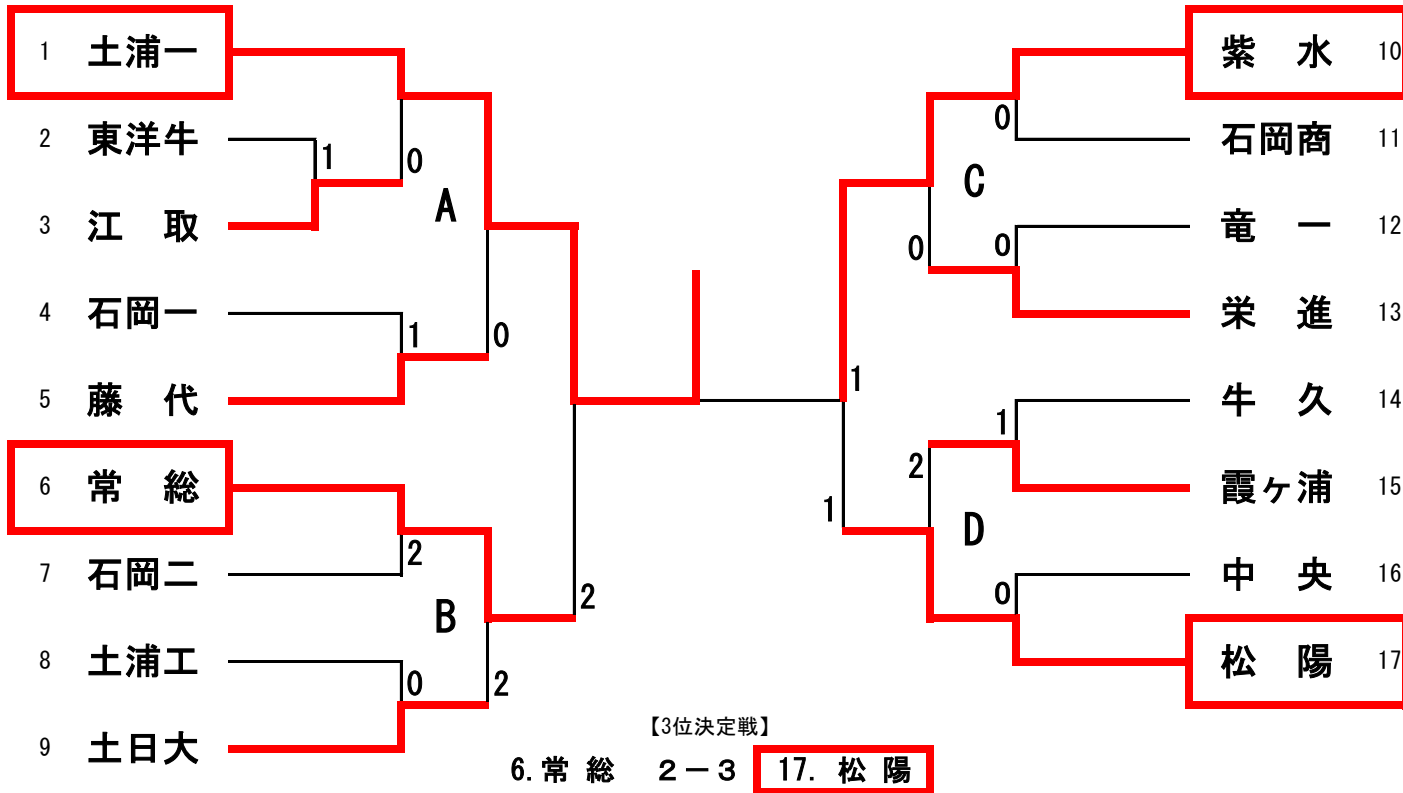 1 土浦一
2 東洋牛
1
0
A
3 江 取
4 石岡一
1
0
5 藤 代
6 常 総
2
7 石岡二
B
2
8 土浦工
0
2
9 土日大
紫 水 10
0
石岡商 11
C
竜 一 12
0
0
栄 進 13
1
牛 久 14
1
2
霞ヶ浦 15
1
D
中 央 16
0
松 陽 17
【3位決定戦】
6.常 総 2-3 17. 松 陽